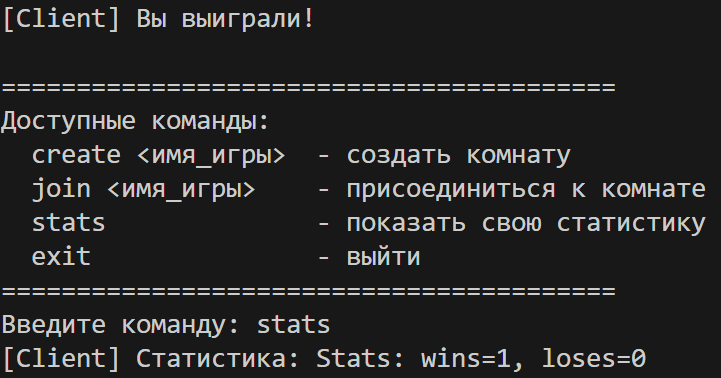 [Client] Вы выиграли!
=========================================
Доступные команды:
create <имя_игры> - создать комнату
join <имя_игры> - присоединиться к комнате
stats - показать свою статистику
exit - выйти
=========================================
Введите команду: stats
[Client] Статистика: Stats: wins=1, loses=0